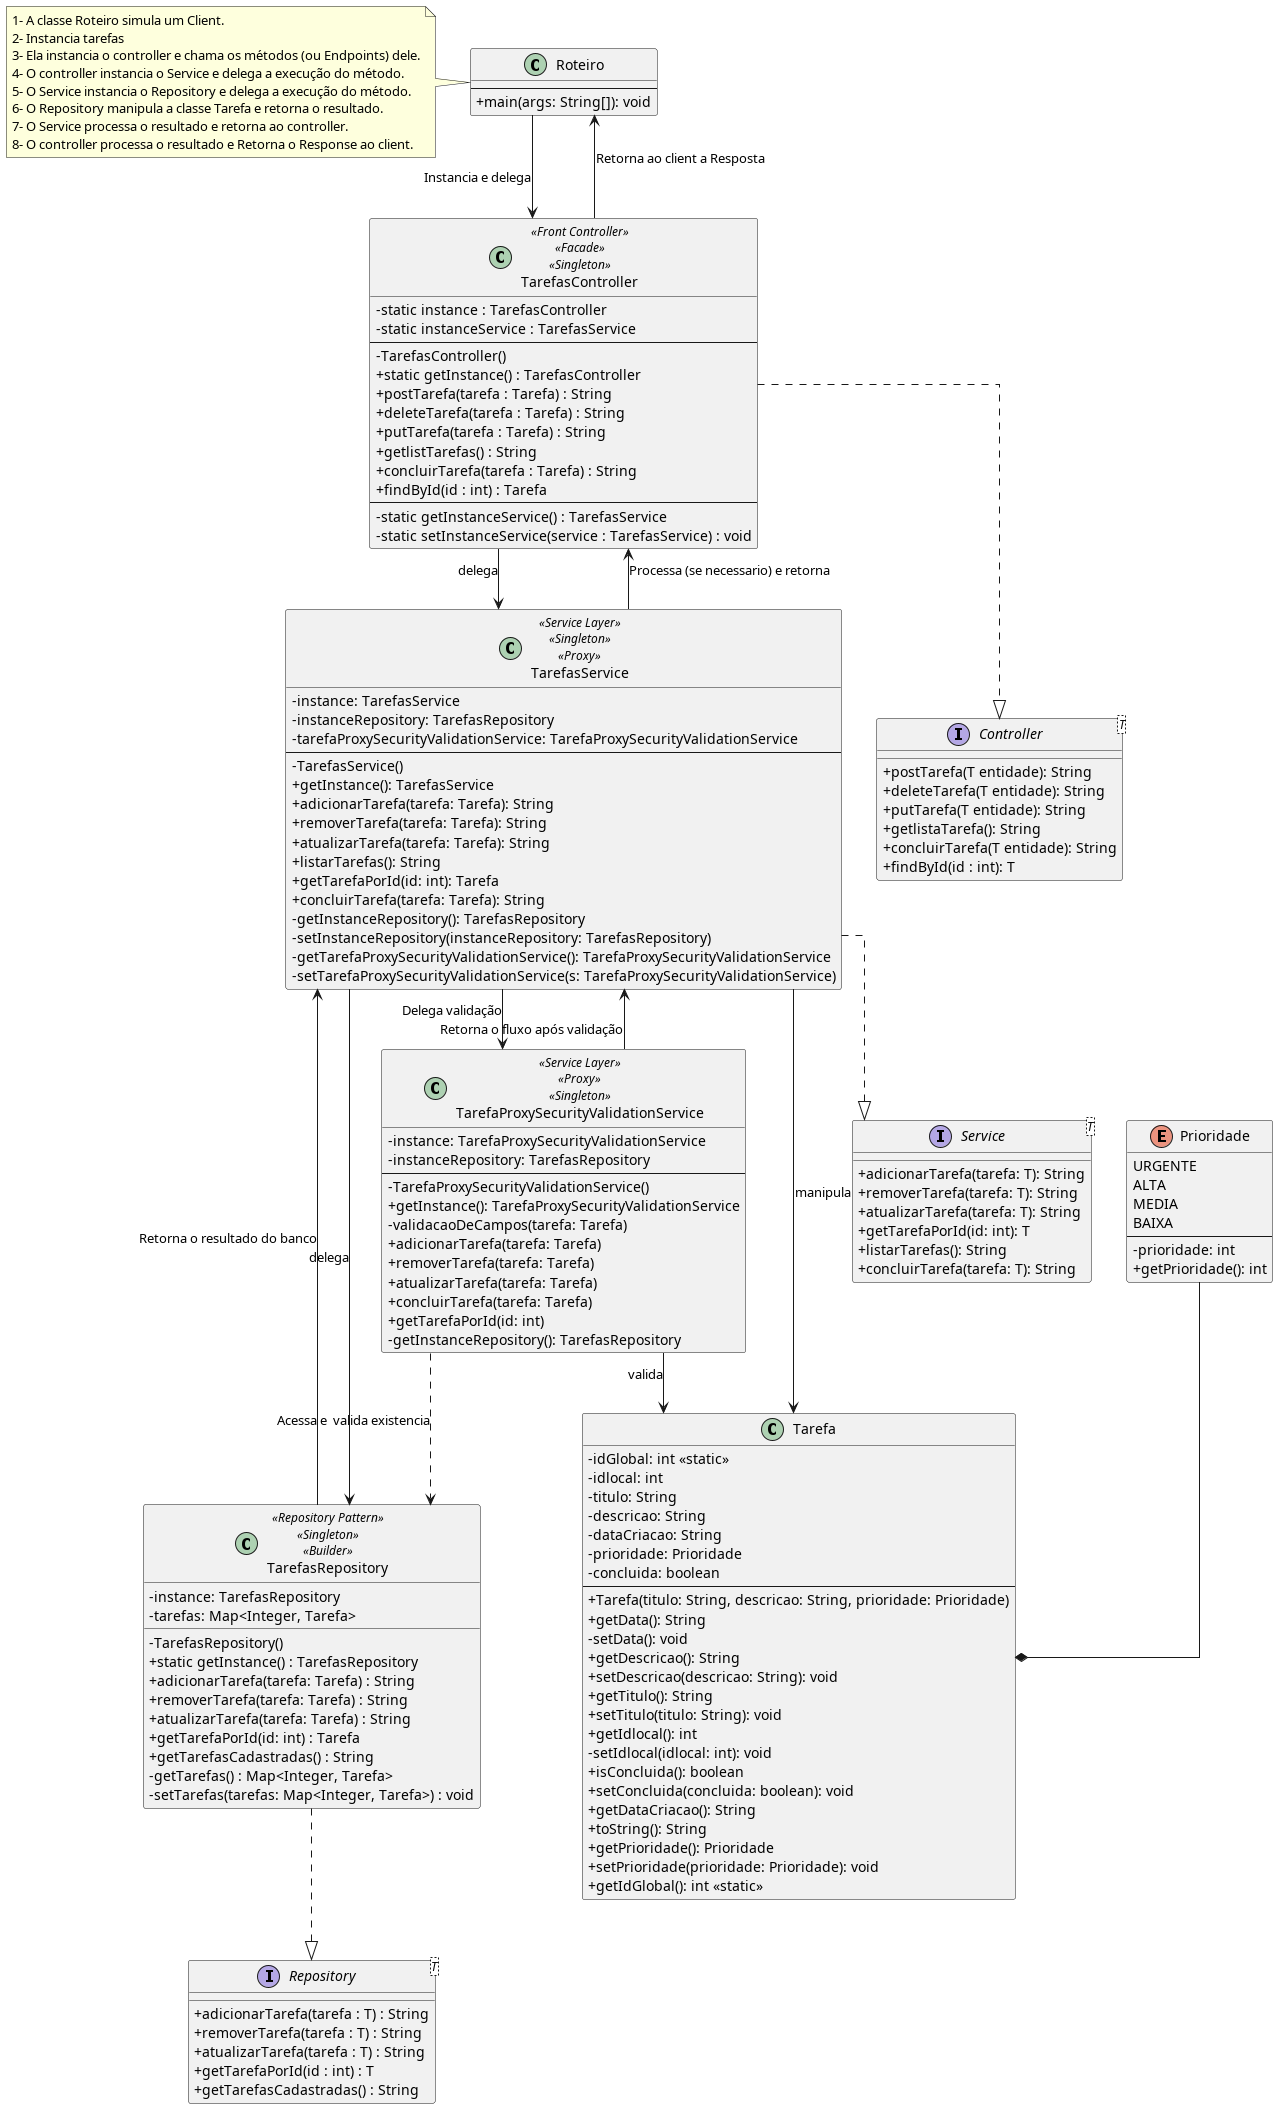 1- A classe Roteiro simula um Client.
2- Instancia tarefas
3- Ela instancia o controller e chama os métodos (ou Endpoints) dele.
4- O controller instancia o Service e delega a execução do método.
5- O Service instancia o Repository e delega a execução do método.
6- O Repository manipula a classe Tarefa e retorna o resultado.
7- O Service processa o resultado e retorna ao controller.
8- O controller processa o resultado e Retorna o Response ao client.
C Roteiro
+main(args: String[]): void
Instancia e delega
Retorna ao client a Resposta
«Front Controller»
«Facade»
«Singleton»
C TarefasController
-static instance : TarefasController
-static instanceService : TarefasService
-TarefasController()
+static getInstance() : TarefasController
+postTarefa(tarefa : Tarefa) : String
+deleteTarefa(tarefa : Tarefa) : String
+putTarefa(tarefa : Tarefa) : String
+getlistTarefas() : String
+concluirTarefa(tarefa : Tarefa) : String
+findById(id : int) : Tarefa
-static getInstanceService() : TarefasService
-static setInstanceService(service : TarefasService) : void
delega
Processa (se necessario) e retorna
«Service Layer»
«Singleton»
«Proxy»
C TarefasService
-instance: TarefasService
-instanceRepository: TarefasRepository
-tarefaProxySecurityValidationService: TarefaProxySecurityValidationService
-TarefasService()
+getInstance(): TarefasService
+adicionarTarefa(tarefa: Tarefa): String
+removerTarefa(tarefa: Tarefa): String
+atualizarTarefa(tarefa: Tarefa): String
+listarTarefas(): String
+getTarefaPorId(id: int): Tarefa
+concluirTarefa(tarefa: Tarefa): String
-getInstanceRepository(): TarefasRepository
-setInstanceRepository(instanceRepository: TarefasRepository)
-getTarefaProxySecurityValidationService(): TarefaProxySecurityValidationService
-setTarefaProxySecurityValidationService(s: TarefaProxySecurityValidationService)
I Controller T
+postTarefa(T entidade): String
+deleteTarefa(T entidade): String
+putTarefa(T entidade): String
+getlistaTarefa(): String
+concluirTarefa(T entidade): String
+findById(id : int): T
Delega validação
Retorna o fluxo após validação
«Service Layer»
«Proxy»
«Singleton»
C TarefaProxySecurityValidationService
-instance: TarefaProxySecurityValidationService
-instanceRepository: TarefasRepository
-TarefaProxySecurityValidationService()
+getInstance(): TarefaProxySecurityValidationService
-validacaoDeCampos(tarefa: Tarefa)
+adicionarTarefa(tarefa: Tarefa)
+removerTarefa(tarefa: Tarefa)
+atualizarTarefa(tarefa: Tarefa)
+concluirTarefa(tarefa: Tarefa)
+getTarefaPorId(id: int)
-getInstanceRepository(): TarefasRepository
manipula
I Service T
+adicionarTarefa(tarefa: T): String
+removerTarefa(tarefa: T): String
+atualizarTarefa(tarefa: T): String
+getTarefaPorId(id: int): T
+listarTarefas(): String
+concluirTarefa(tarefa: T): String
E Prioridade
URGENTE
ALTA
MEDIA
BAIXA
-prioridade: int
+getPrioridade(): int
Retorna o resultado do banco
delega
Acessa e valida existencia
valida
C Tarefa
-idGlobal: int «static»
-idlocal: int
-titulo: String
-descricao: String
-dataCriacao: String
-prioridade: Prioridade
-concluida: boolean
+Tarefa(titulo: String, descricao: String, prioridade: Prioridade)
+getData(): String
-setData(): void
+getDescricao(): String
+setDescricao(descricao: String): void
+getTitulo(): String
+setTitulo(titulo: String): void
+getIdlocal(): int
-setIdlocal(idlocal: int): void
+isConcluida(): boolean
+setConcluida(concluida: boolean): void
+getDataCriacao(): String
+toString(): String
+getPrioridade(): Prioridade
+setPrioridade(prioridade: Prioridade): void
+getIdGlobal(): int «static»
«Repository Pattern»
«Singleton»
«Builder»
C TarefasRepository
-instance: TarefasRepository
-tarefas: Map<Integer, Tarefa>
-TarefasRepository()
+static getInstance() : TarefasRepository
+adicionarTarefa(tarefa: Tarefa) : String
+removerTarefa(tarefa: Tarefa) : String
+atualizarTarefa(tarefa: Tarefa) : String
+getTarefaPorId(id: int) : Tarefa
+getTarefasCadastradas() : String
-getTarefas() : Map<Integer, Tarefa>
-setTarefas(tarefas: Map<Integer, Tarefa>) : void
I Repository T
+adicionarTarefa(tarefa : T) : String
+removerTarefa(tarefa : T) : String
+atualizarTarefa(tarefa : T) : String
+getTarefaPorId(id : int) : T
+getTarefasCadastradas() : String